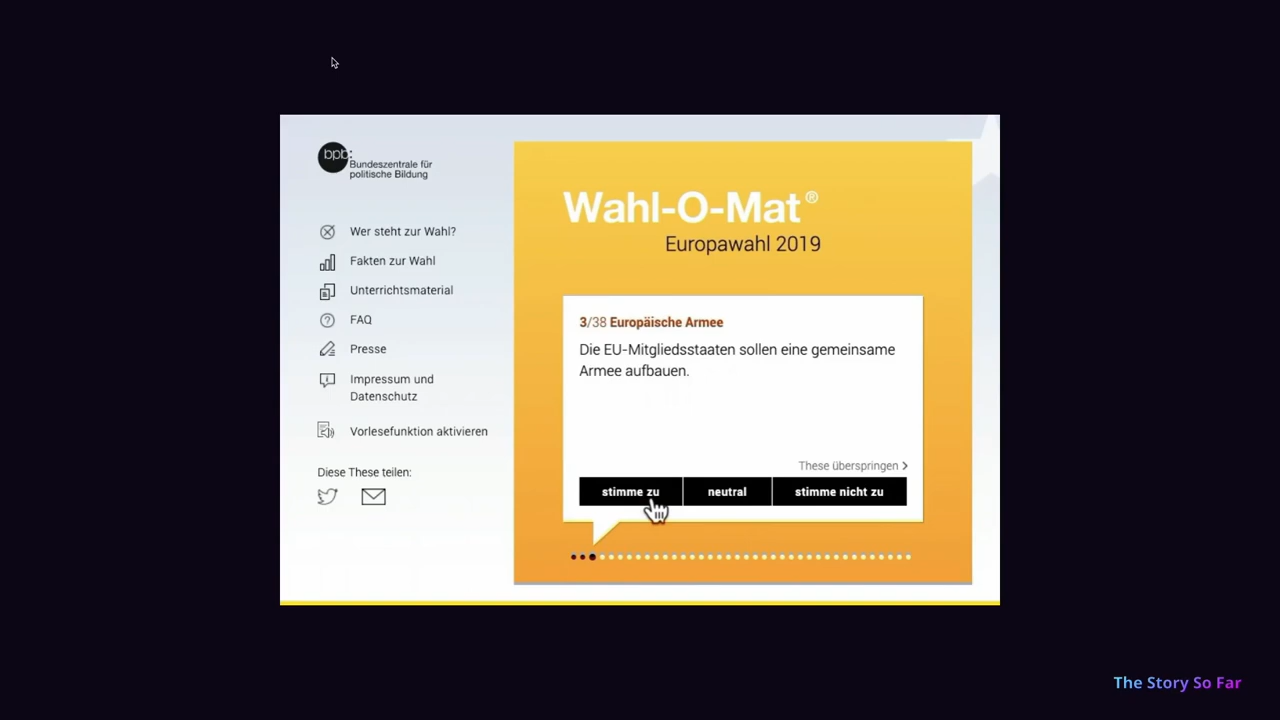 bpb:
Bundeszentrale für
politische Bildung
Wer steht zur Wahl?
Fakten zur Wahl
Unterrichtsmaterial
FAQ
Presse
Impressum und
Datenschutz
Vorlesefunktion aktivieren
Diese These teilen:
Wahl-O-Mat®
Europawahl 2019
3/38 Europäische Armee
Die EU-Mitgliedsstaaten sollen eine gemeinsame
Armee aufbauen.
These überspringen
stimme zu neutral stimme nicht zu
The Story So Far